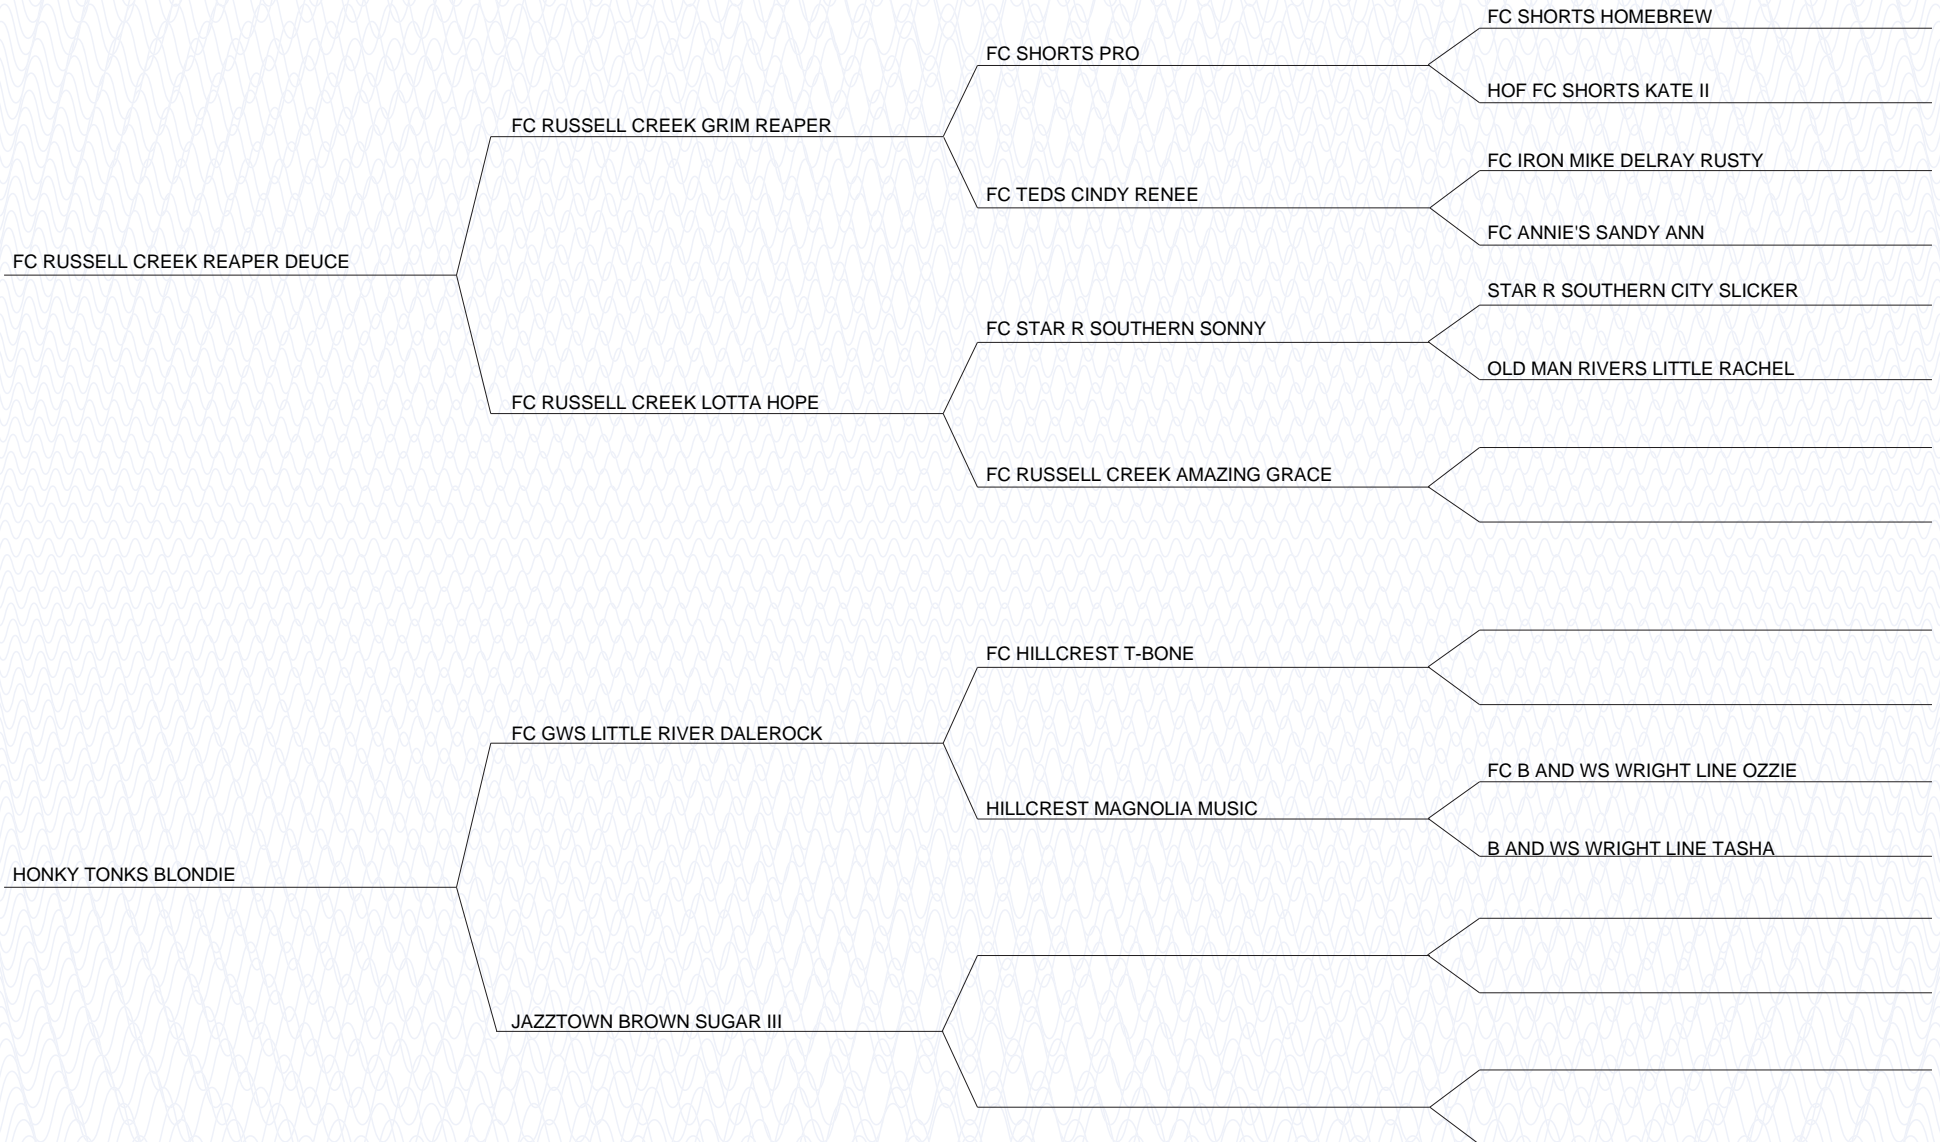 FC SHORTS HOMEBREW
FC SHORTS PRO
HOF FC SHORTS KATE II
FC RUSSELL CREEK GRIM REAPER
FC IRON MIKE DELRAY RUSTY
FC TEDS CINDY RENEE
FC ANNIE'S SANDY ANN
FC RUSSELL CREEK REAPER DEUCE
STAR R SOUTHERN CITY SLICKER
FC STAR R SOUTHERN SONNY
OLD MAN RIVERS LITTLE RACHEL
FC RUSSELL CREEK LOTTA HOPE
FC RUSSELL CREEK AMAZING GRACE
FC HILLCREST T-BONE
FC GWS LITTLE RIVER DALEROCK
FC B AND WS WRIGHT LINE OZZIE
HILLCREST MAGNOLIA MUSIC
B AND WS WRIGHT LINE TASHA
HONKY TONKS BLONDIE
JAZZTOWN BROWN SUGAR III